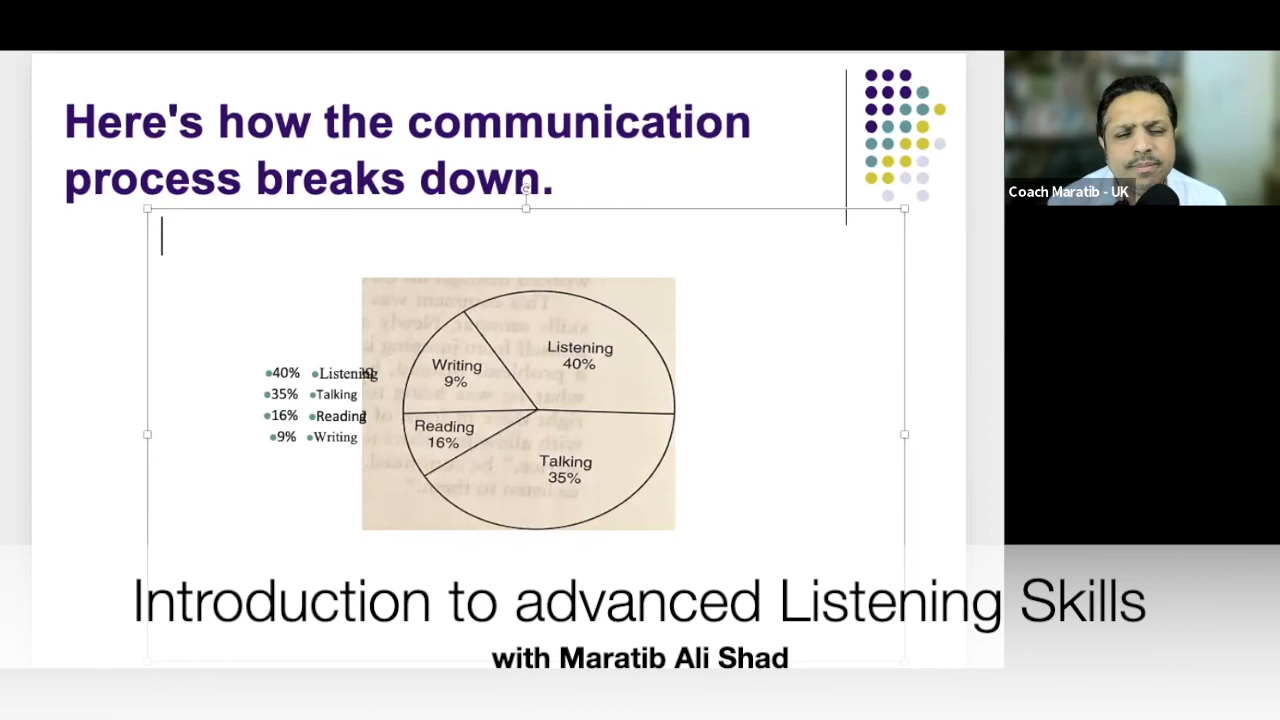 Here's how the communication
process breaks down.
Coach Maratib - UK
40% Listening
35% Talking
16% Reading
9% Writing
Listening
40%
Writing
9%
Reading
16%
Talking
35%
Introduction to advanced Listening Skills
with Maratib Ali Shad